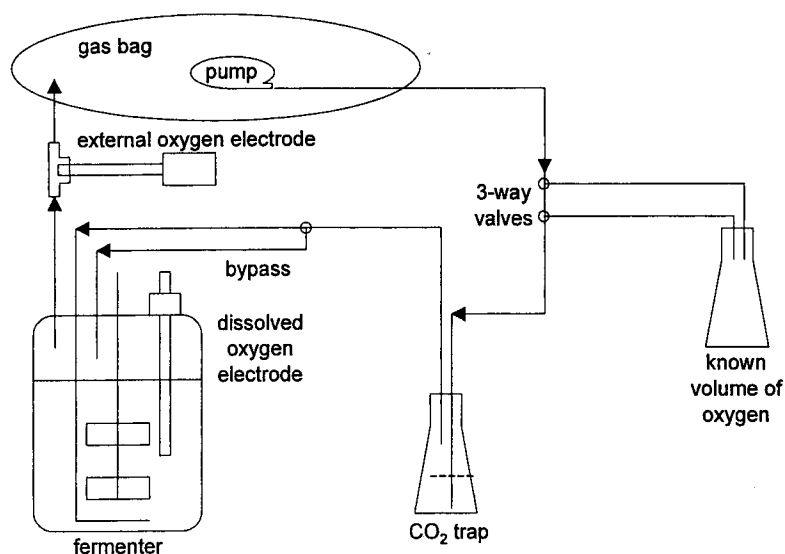 gas bag
pump
external oxygen electrode
3-way
valves
bypass
dissolved
oxygen
electrode
known
volume of
oxygen
CO₂ trap
fermenter